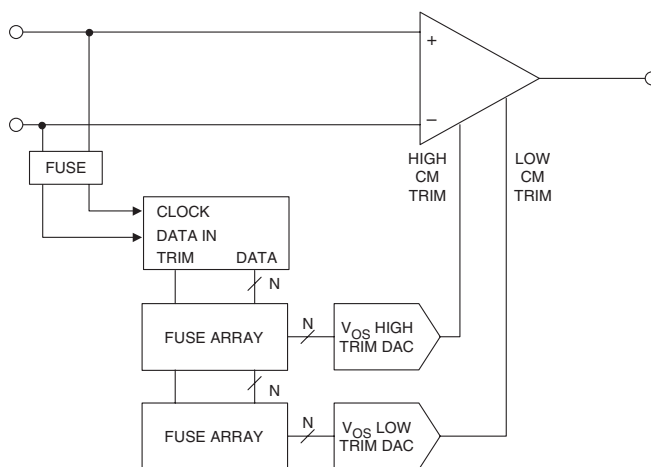 +
−
FUSE
HIGH
CM
TRIM
LOW
CM
TRIM
CLOCK
DATA IN
TRIM DATA
N
FUSE ARRAY
N
VOS HIGH
TRIM DAC
N
FUSE ARRAY
N
VOS LOW
TRIM DAC